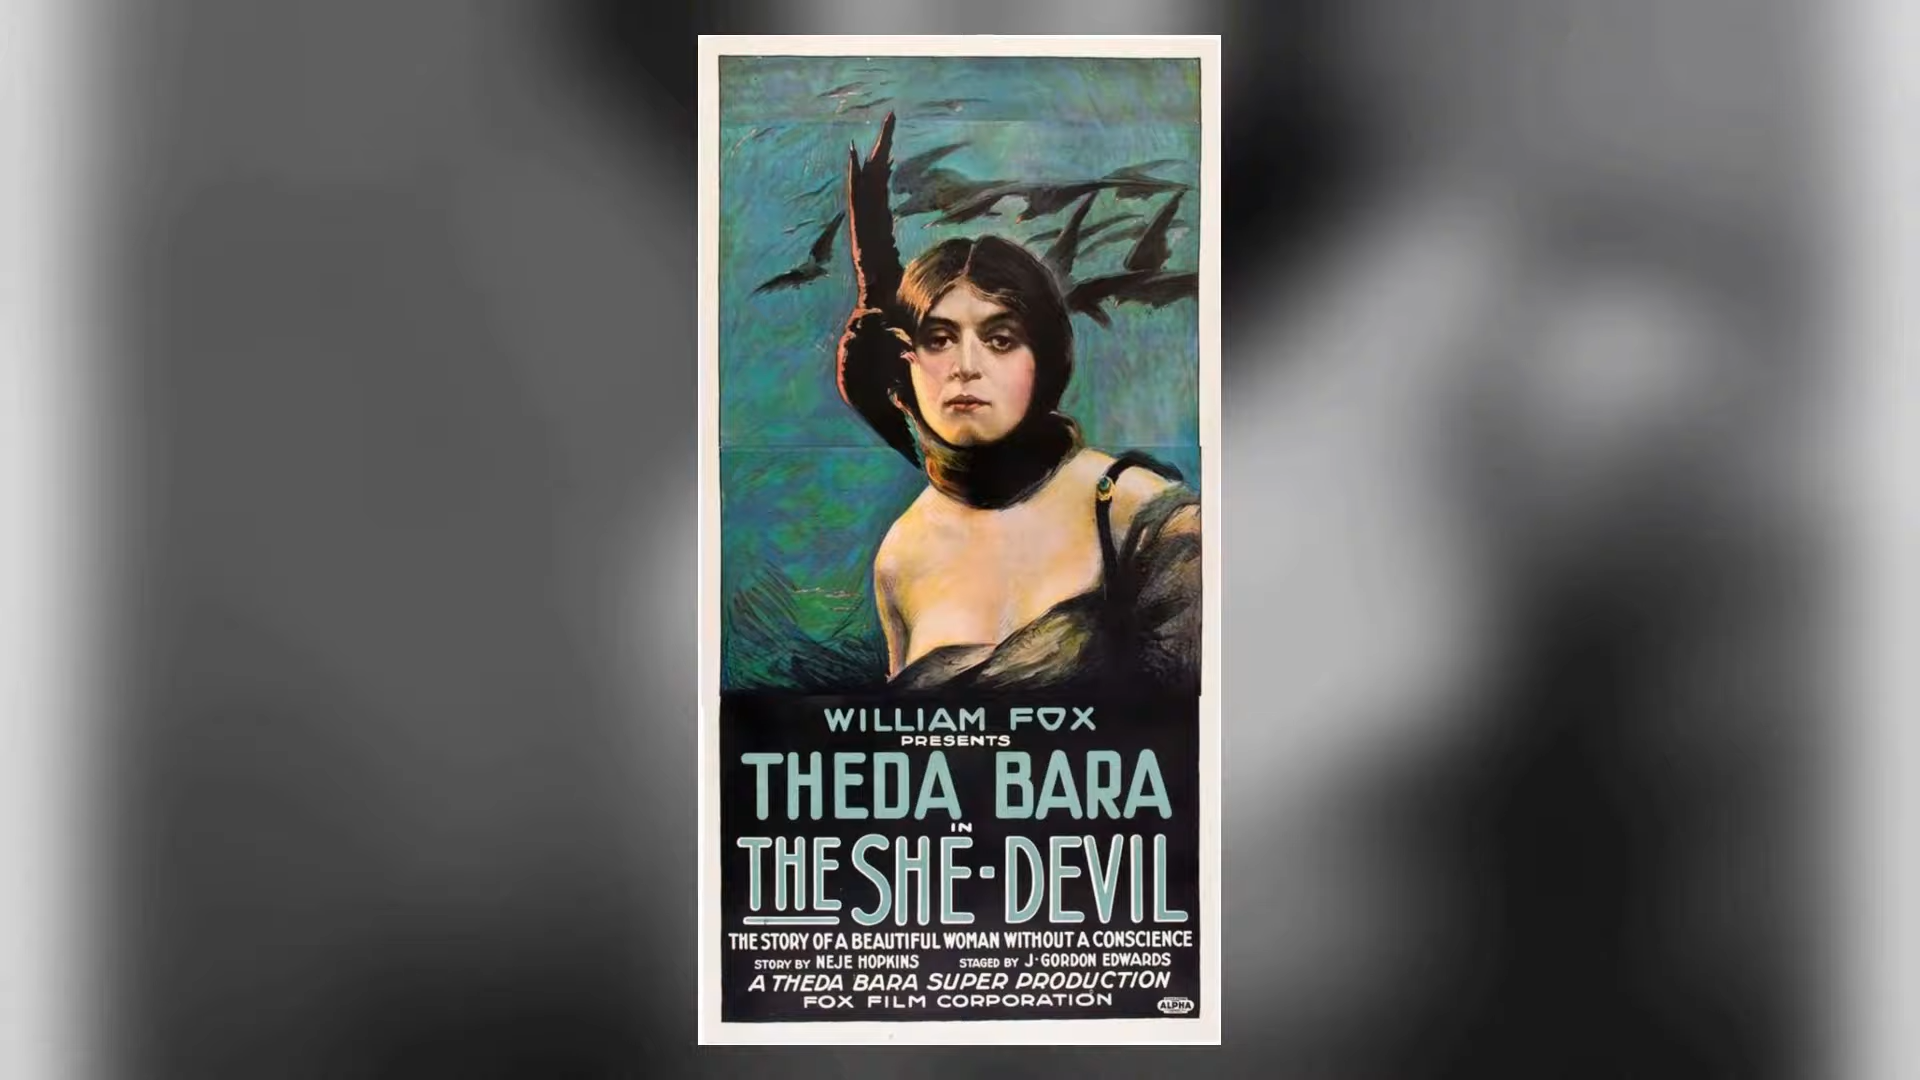 WILLIAM FOX
PRESENTS
THEDA BARA
IN
THE SHE-DEVIL
THE STORY OF A BEAUTIFUL WOMAN WITHOUT A CONSCIENCE
STORY BY NEJE HOPKINS STAGED BY J·GORDON EDWARDS
A THEDA BARA SUPER PRODUCTION
FOX FILM CORPORATION
ALPHA